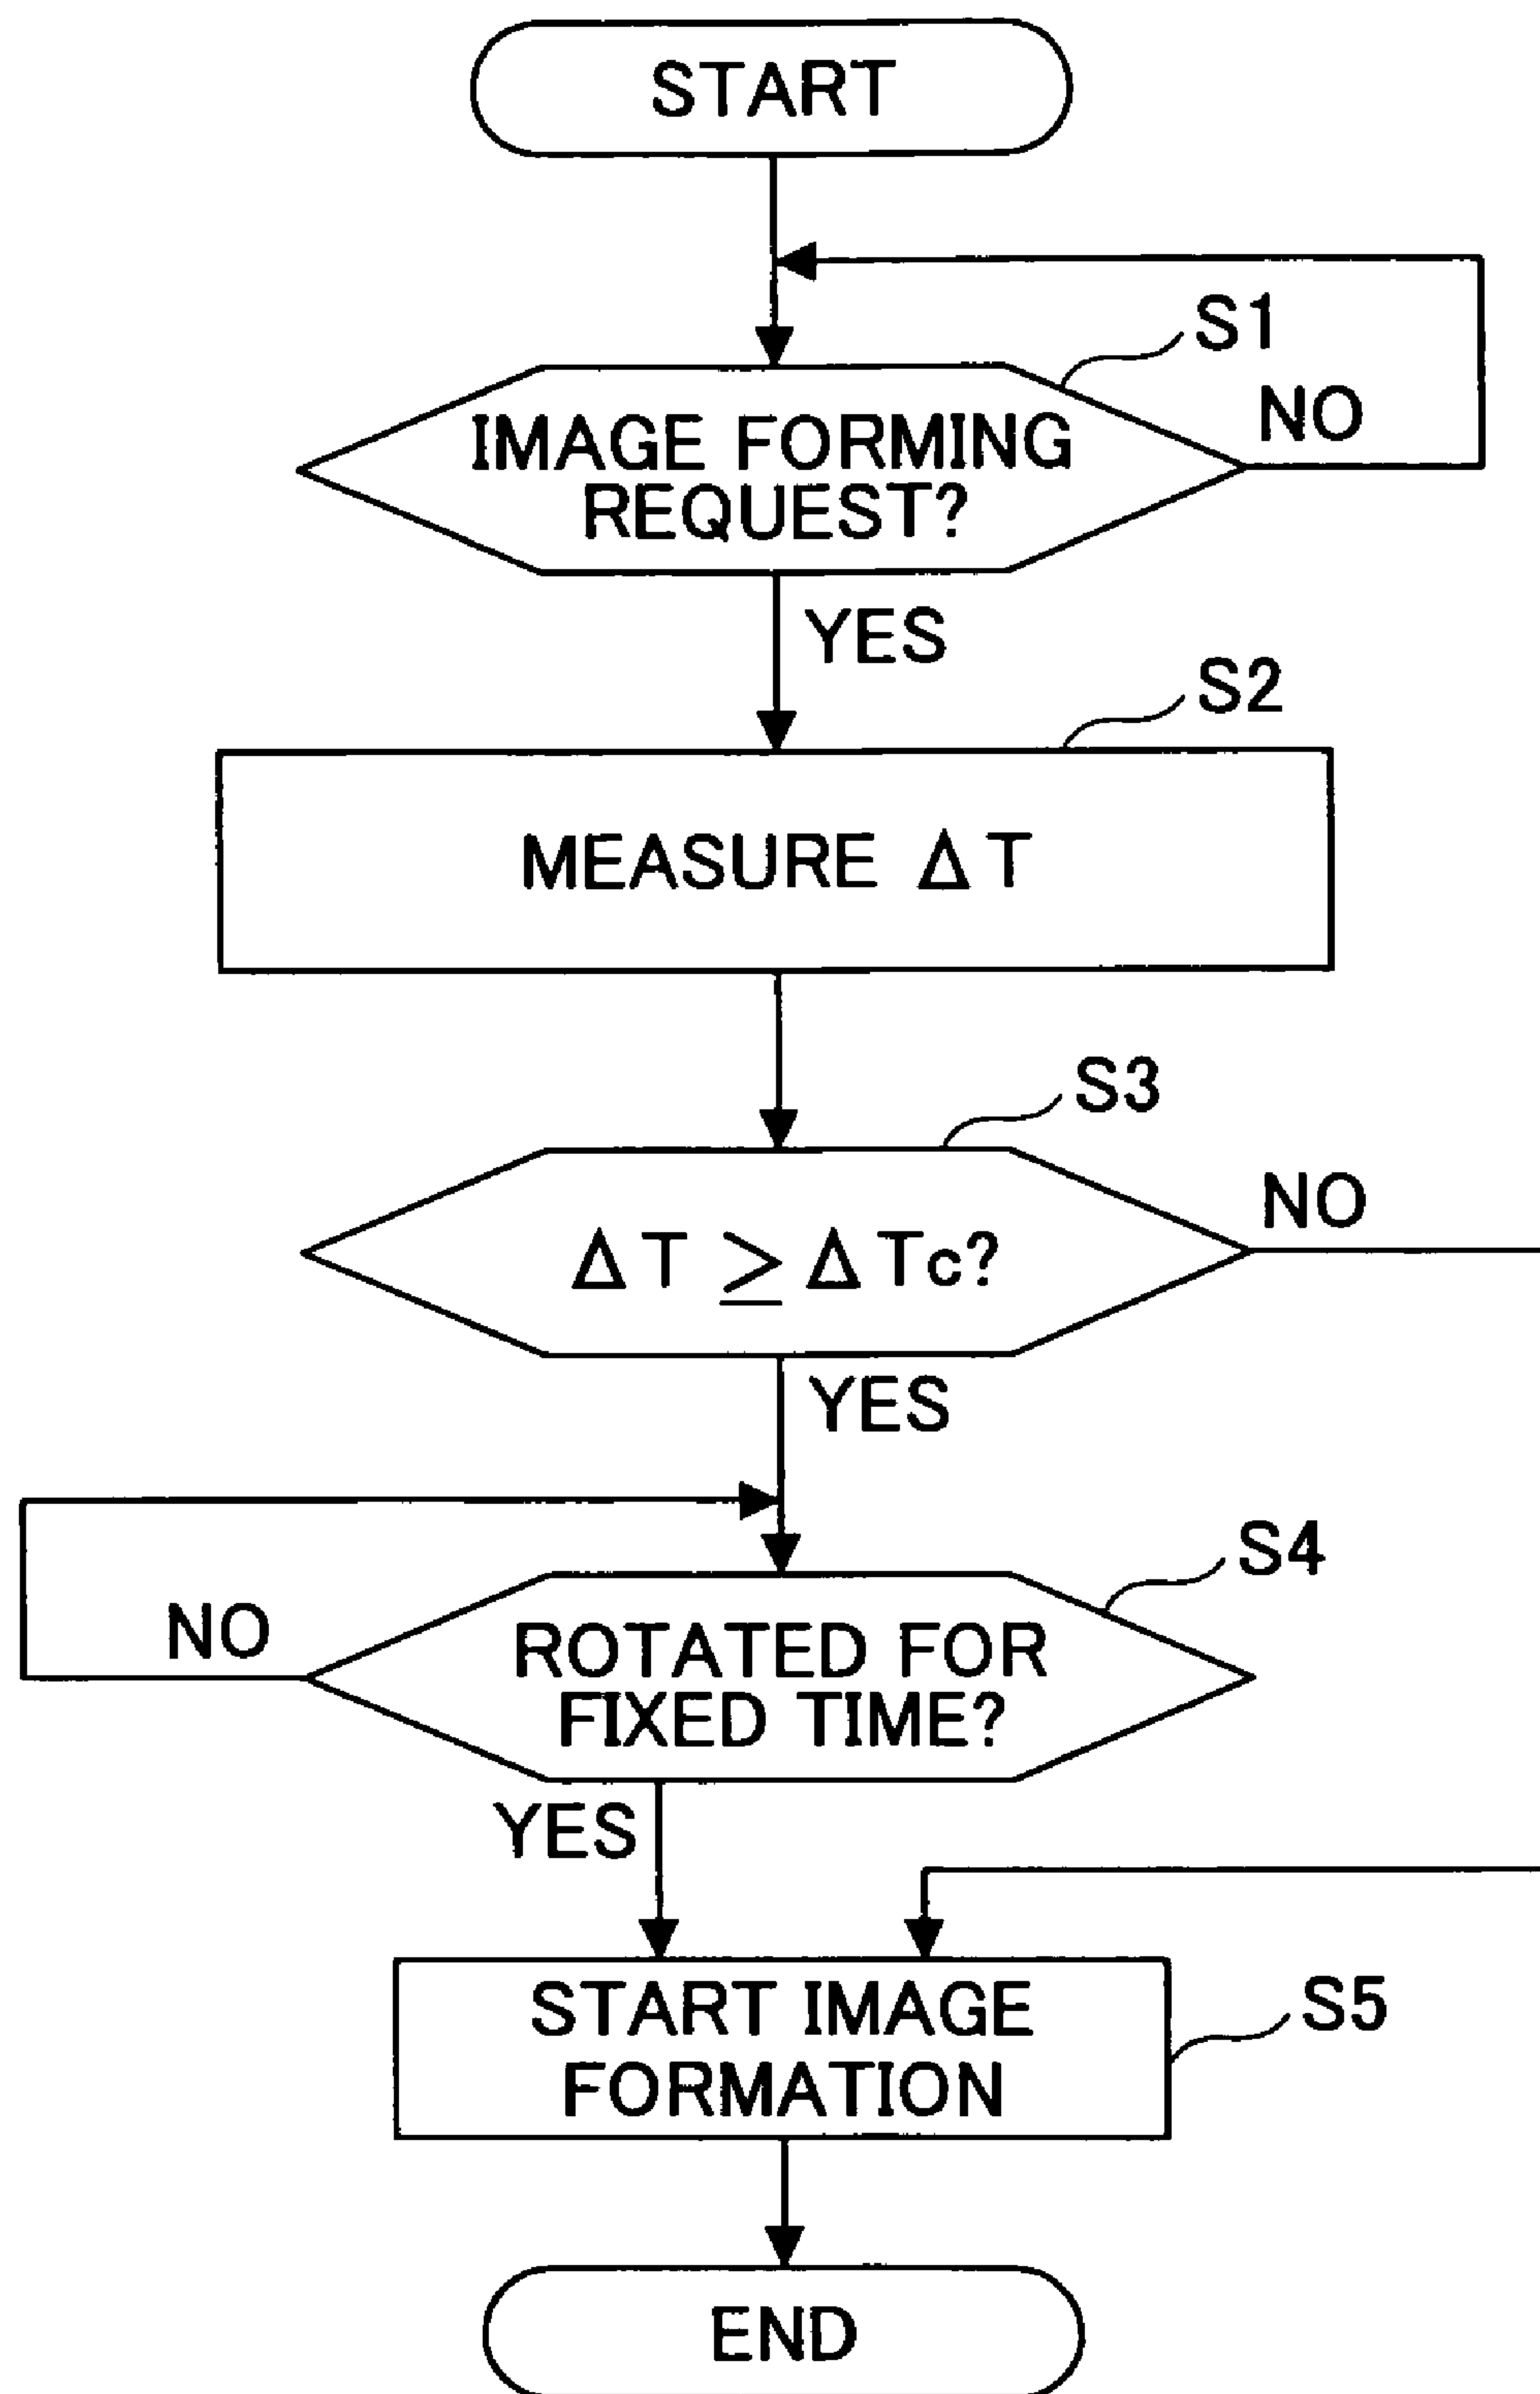 START
S1
IMAGE FORMING
REQUEST?
NO
YES
S2
MEASURE ΔT
S3
ΔT ≥ ΔTc?
NO
YES
S4
ROTATED FOR
FIXED TIME?
NO
YES
START IMAGE
FORMATION
S5
END